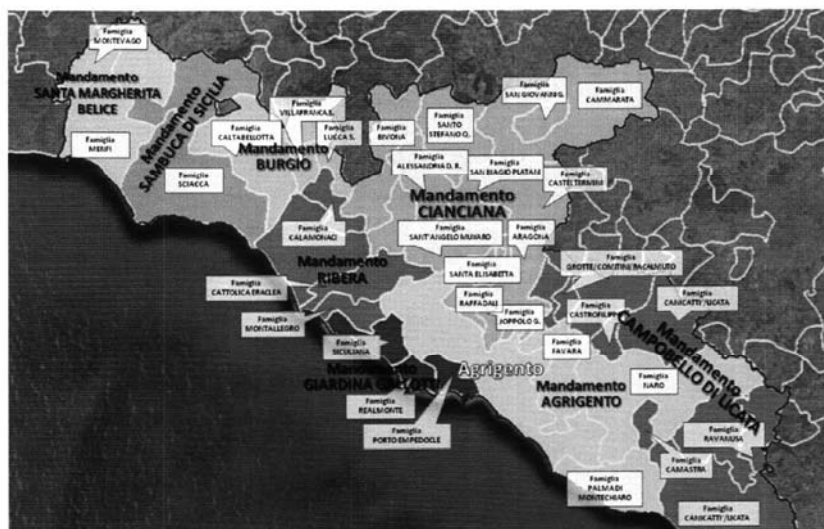 Famiglia
MONTEVAGO
Mandamento
SANTA MARGHERITA
BELICE
Famiglia
MENFI
Mandamento
SAMBUCA DI SICILIA
Famiglia
SCIACCA
Famiglia
CALTABELLOTTA
Famiglia
VILLAFRANCA S.
Famiglia
LUCCA S.
Mandamento
BURGIO
Famiglia
BIVONA
Famiglia
SANTO
STEFANO Q.
Famiglia
SAN GIOVANNI G.
Famiglia
CAMMARATA
Famiglia
ALESSANDRIA D. R.
Famiglia
SAN BIAGIO PLATANI
Famiglia
CASTELTERMINI
Mandamento
CIANCIANA
Famiglia
CALAMONACI
Famiglia
SANT'ANGELO MUXARO
Famiglia
ARAGONA
Mandamento
RIBERA
Famiglia
SANTA ELISABETTA
Famiglia
GROTTE/COMITINI/RACALMUTO
Famiglia
CATTOLICA ERACLEA
Famiglia
RAFFADALI
Famiglia
JOPPOLO G.
Famiglia
CASTROFILIPPO
Famiglia
CANICATTI'/LICATA
Famiglia
MONTALLEGRO
Famiglia
SICULIANA
Famiglia
FAVARA
Mandamento
CAMPOBELLO DI LICATA
Mandamento
GIARDINA GALLOTTI
Agrigento
Mandamento
AGRIGENTO
Famiglia
NARO
Famiglia
REALMONTE
Famiglia
PORTO EMPEDOCLE
Famiglia
RAVANUSA
Famiglia
CAMASTRA
Famiglia
PALMA DI
MONTECHIARO
Famiglia
CANICATTI'/LICATA